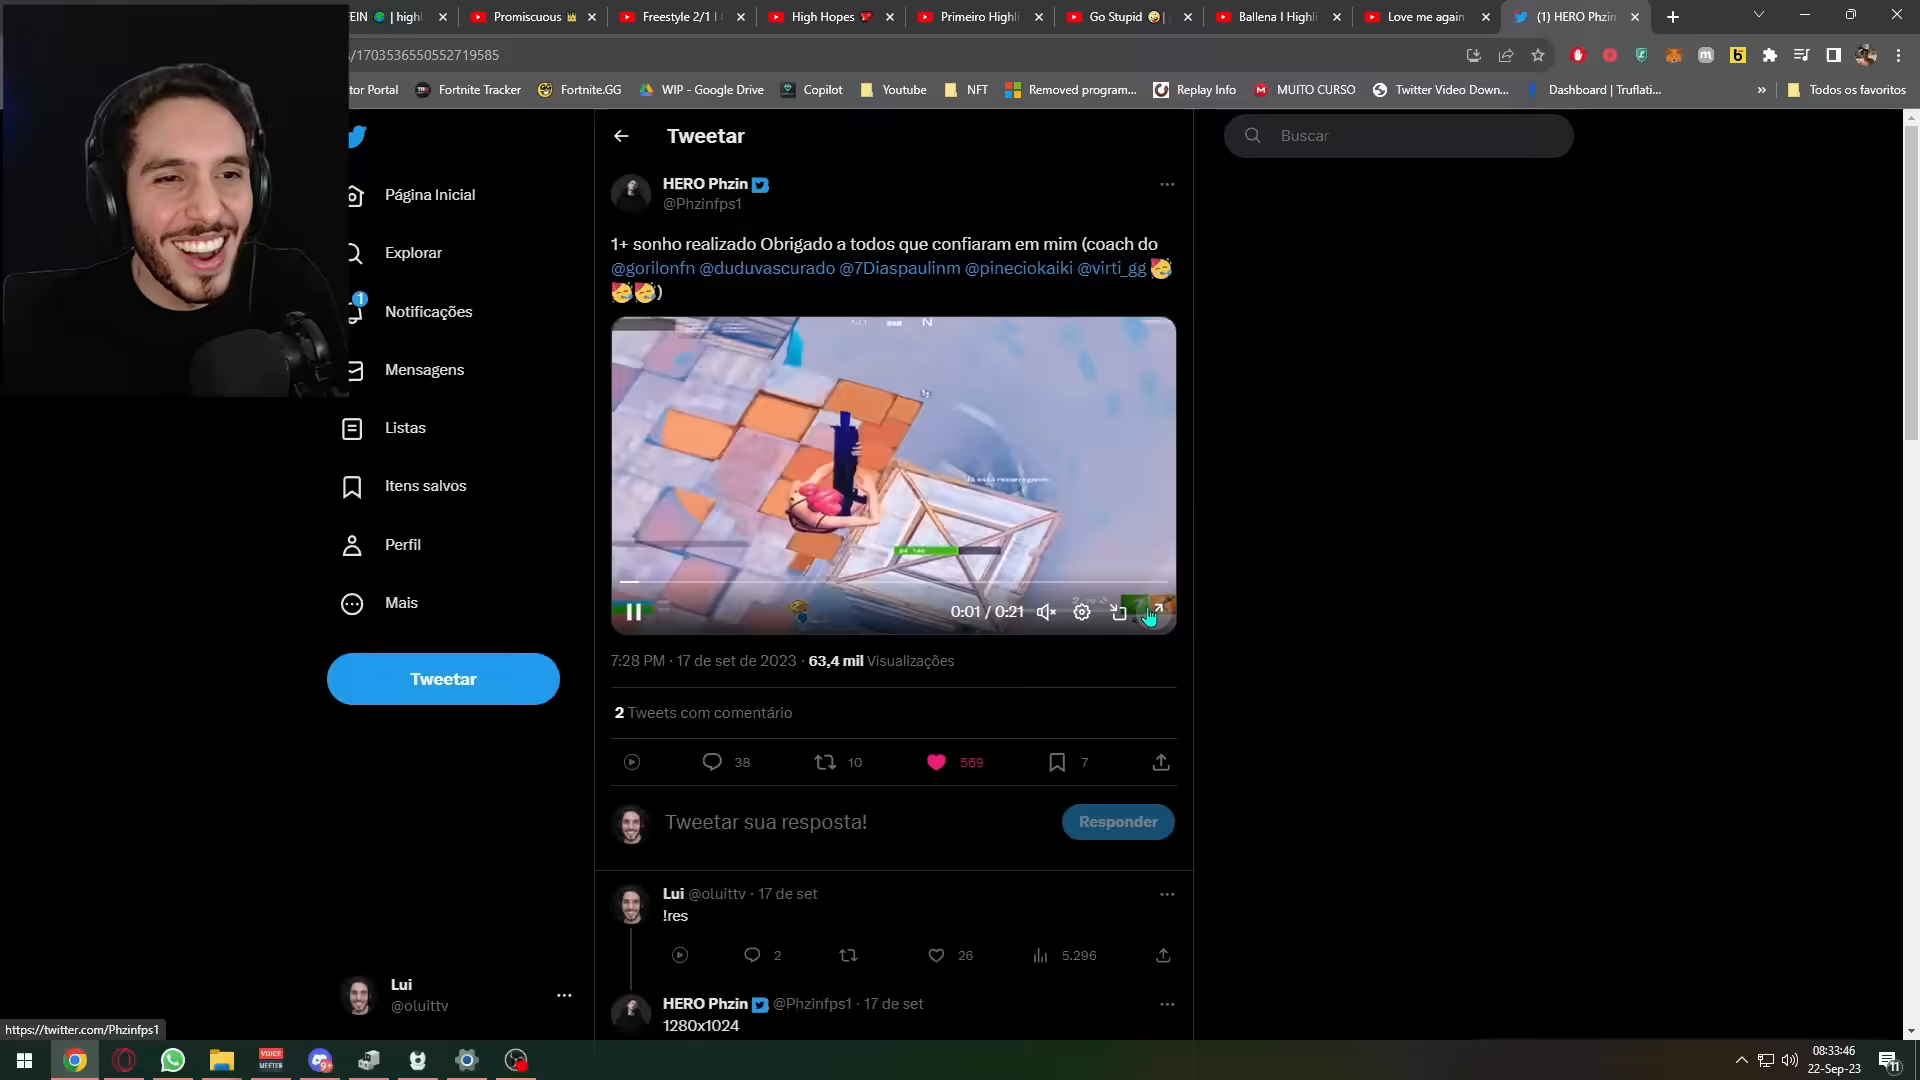 EIN 🌍 | highl
Promiscuous 👑
Freestyle 2/1 | C
High Hopes 💖
Primeiro Highli
Go Stupid 🤪 |
Ballena I Highli
Love me again
(1) HERO Phzin
/1703536550552719585
tor Portal
Fortnite Tracker
Fortnite.GG
WIP - Google Drive
Copilot
Youtube
NFT
Removed program...
Replay Info
MUITO CURSO
Twitter Video Down...
Dashboard | Truflati...
»
Todos os favoritos
Tweetar
Buscar
Página Inicial
Explorar
1
Notificações
Mensagens
Listas
Itens salvos
Perfil
Mais
Tweetar
HERO Phzin
@Phzinfps1
1+ sonho realizado Obrigado a todos que confiaram em mim (coach do
@gorilonfn @duduvascurado @7Diaspaulinm @pineciokaiki @virti_gg 🥳
🥳🥳)
N
0:01 / 0:21
7:28 PM · 17 de set de 2023 · 63,4 mil Visualizações
2 Tweets com comentário
38
10
569
7
Tweetar sua resposta!
Responder
Lui @oluittv · 17 de set
!res
2
26
5.296
HERO Phzin @Phzinfps1 · 17 de set
1280x1024
Lui
@oluittv
https://twitter.com/Phzinfps1
VOICE
MEETER
9+
08:33:46
22-Sep-23
11